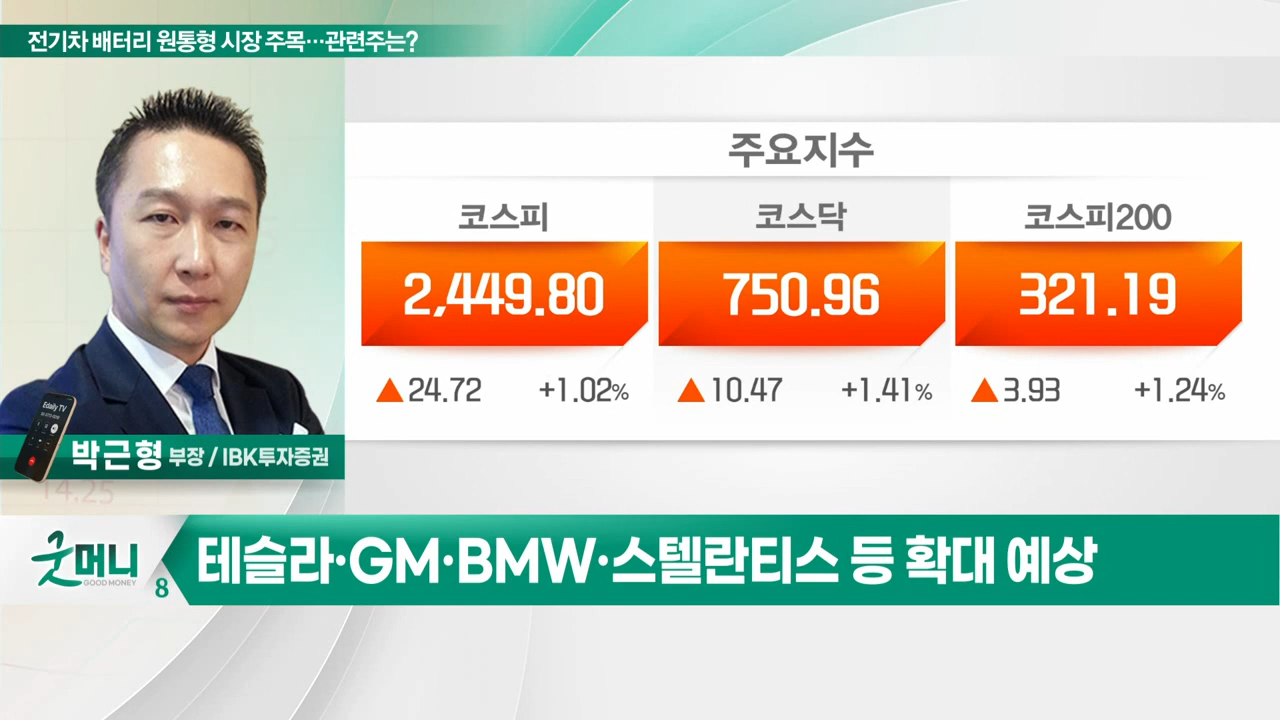 전기차 배터리 원통형 시장 주목…관련주는?
주요지수
코스피
코스닥
코스피200
2,449.80
750.96
321.19
▲24.72 +1.02%
▲10.47 +1.41%
▲3.93 +1.24%
Edaily TV
박근형 부장 / IBK투자증권
14.25
굿머니
GOOD MONEY
8
테슬라·GM·BMW·스텔란티스 등 확대 예상